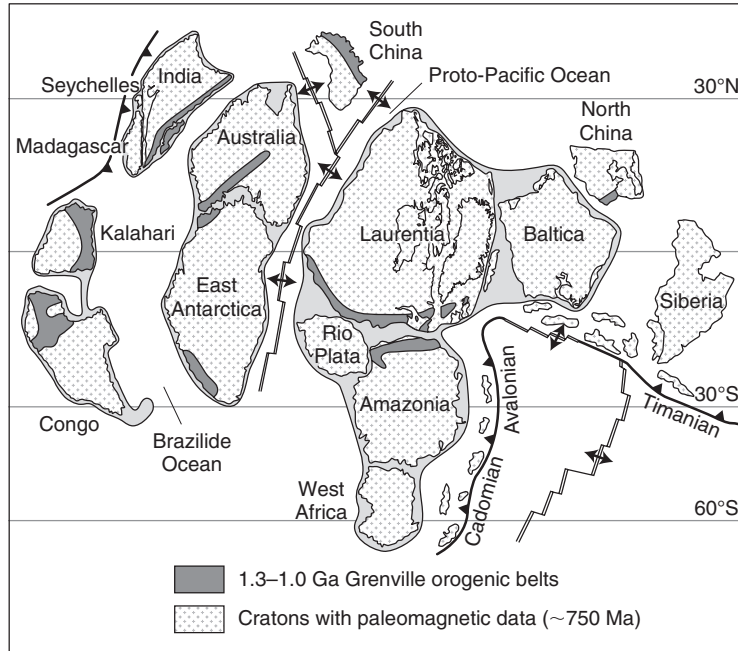 South
China
India
Seychelles
Proto-Pacific Ocean
30°N
North
China
Madagascar
Australia
Kalahari
Laurentia
Baltica
East
Antarctica
Siberia
Rio
Plata
Amazonia
Avalonian
30°S
Timanian
Congo
Brazilide
Ocean
West
Africa
Cadomian
60°S
1.3–1.0 Ga Grenville orogenic belts
Cratons with paleomagnetic data (~750 Ma)